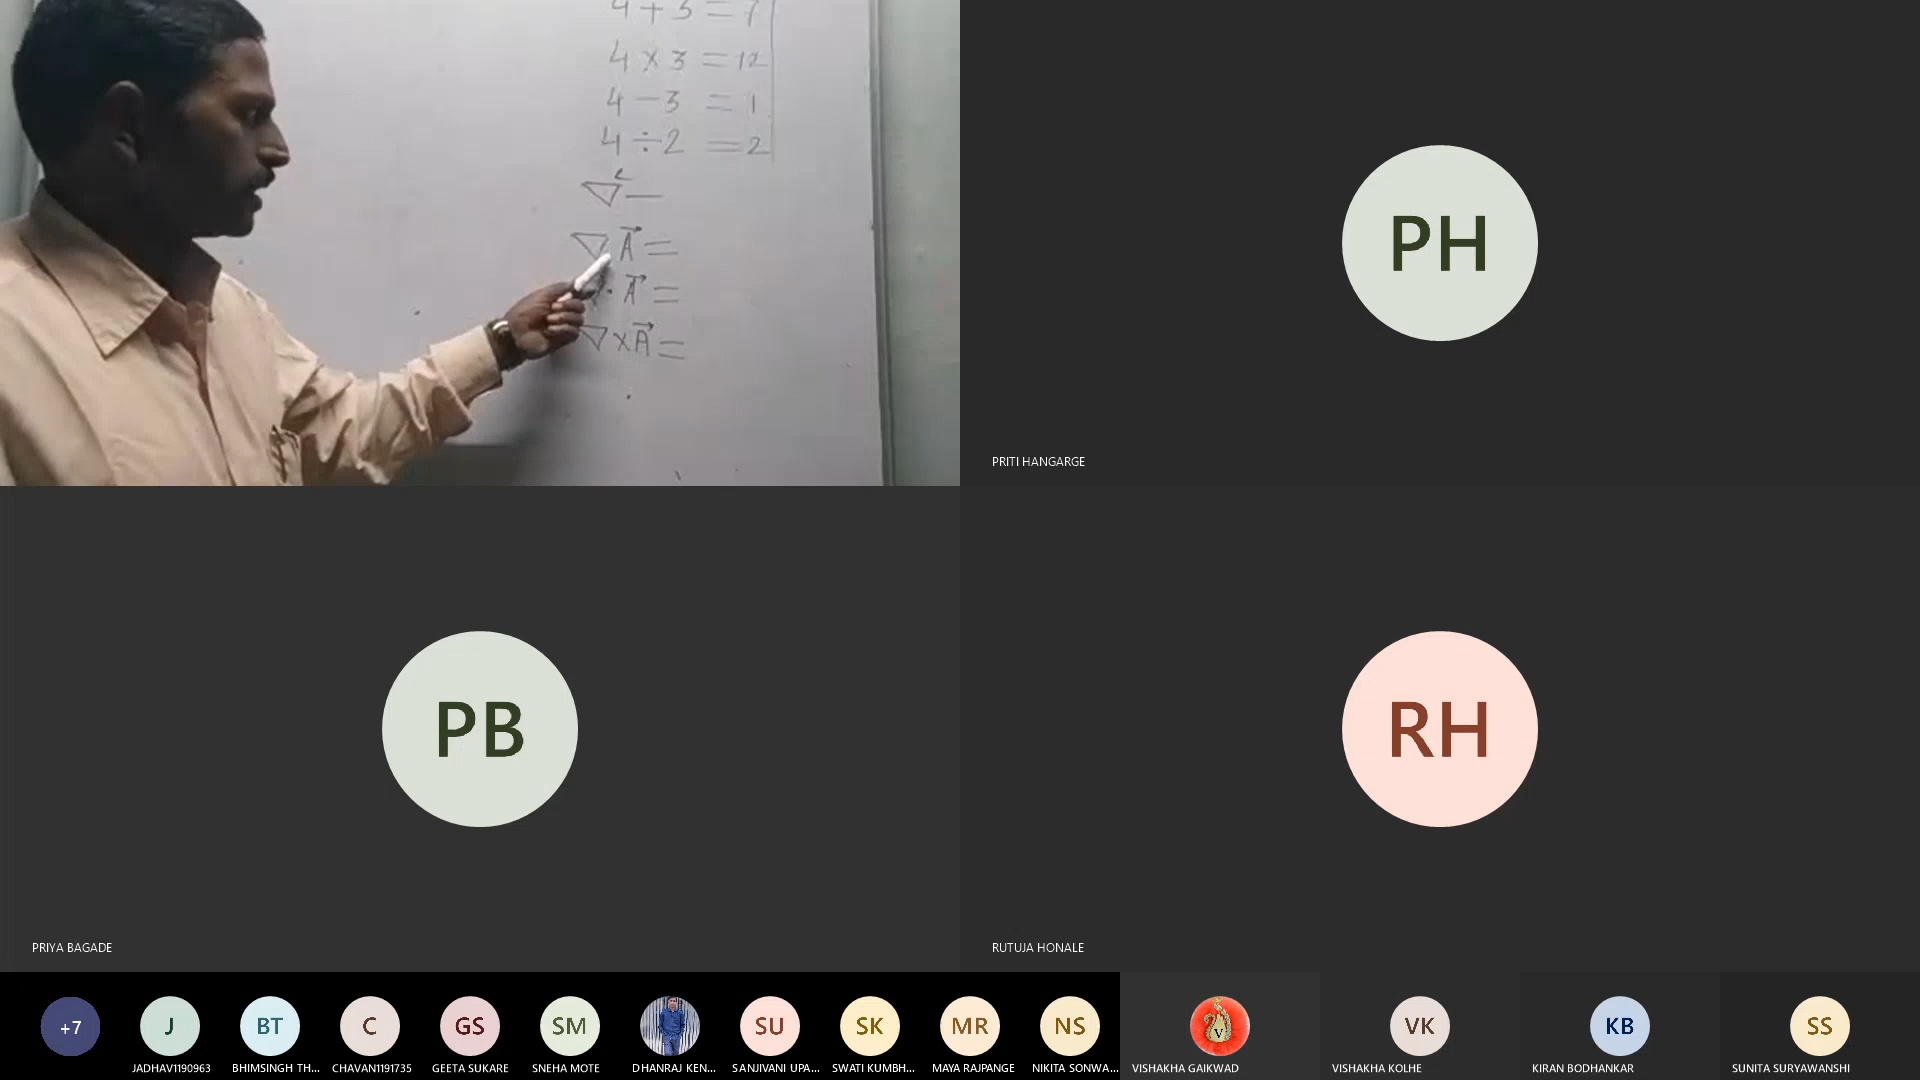 4 + 3 = 7
4 × 3 = 12
4 − 3 = 1
4 ÷ 2 = 2
∇² —
∇ A⃗ =
· A⃗ =
∇ × A⃗ =
PH
PRITI HANGARGE
PB
PRIYA BAGADE
RH
RUTUJA HONALE
+7 J BT C GS SM SU SK MR NS V VK KB SS
JADHAV1190963 BHIMSINGH TH... CHAVAN1191735 GEETA SUKARE SNEHA MOTE DHANRAJ KEN... SANJIVANI UPA... SWATI KUMBH... MAYA RAJPANGE NIKITA SONWA... VISHAKHA GAIKWAD VISHAKHA KOLHE KIRAN BODHANKAR SUNITA SURYAWANSHI